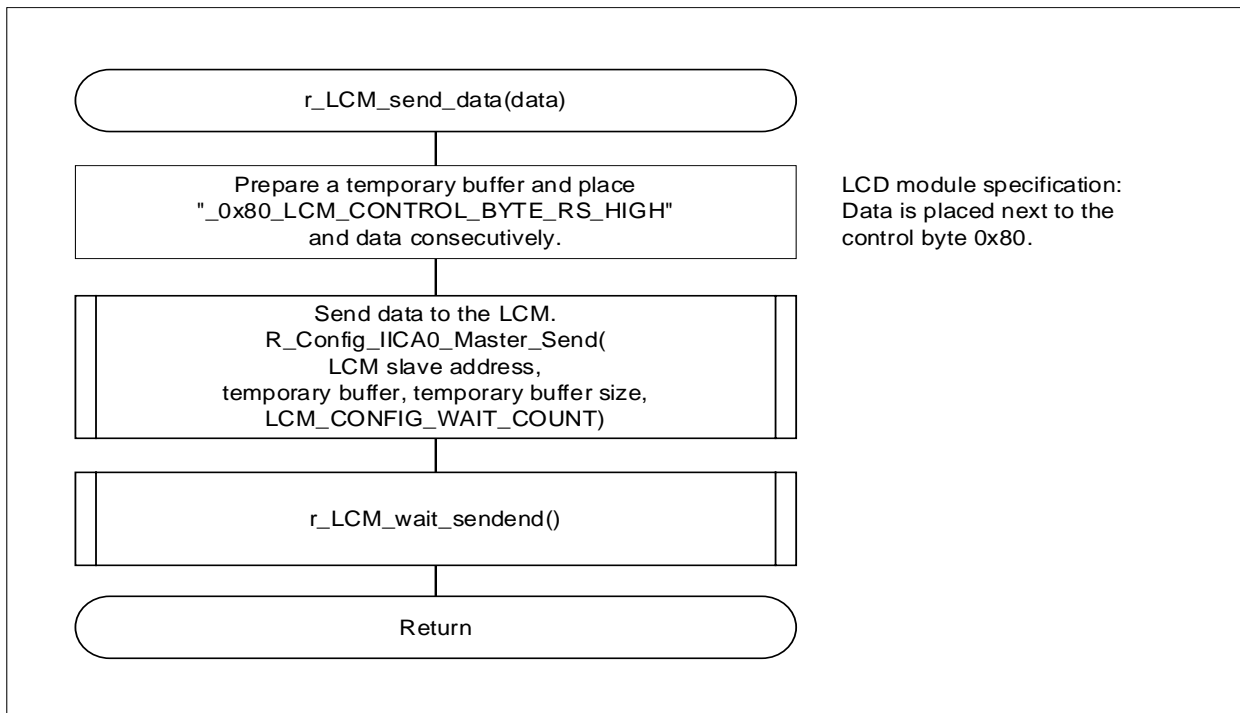 r_LCM_send_data(data)
Prepare a temporary buffer and place
"_0x80_LCM_CONTROL_BYTE_RS_HIGH"
and data consecutively.
LCD module specification:
Data is placed next to the
control byte 0x80.
Send data to the LCM.
R_Config_IICA0_Master_Send(
LCM slave address,
temporary buffer, temporary buffer size,
LCM_CONFIG_WAIT_COUNT)
r_LCM_wait_sendend()
Return